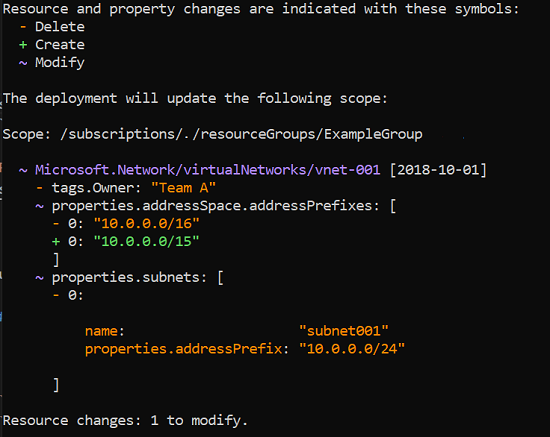 Resource and property changes are indicated with these symbols:
- Delete
+ Create
~ Modify
The deployment will update the following scope:
Scope: /subscriptions/./resourceGroups/ExampleGroup
~ Microsoft.Network/virtualNetworks/vnet-001 [2018-10-01]
- tags.Owner: "Team A"
~ properties.addressSpace.addressPrefixes: [
- 0: "10.0.0.0/16"
+ 0: "10.0.0.0/15"
]
~ properties.subnets: [
- 0:
name: "subnet001"
properties.addressPrefix: "10.0.0.0/24"
]
Resource changes: 1 to modify.